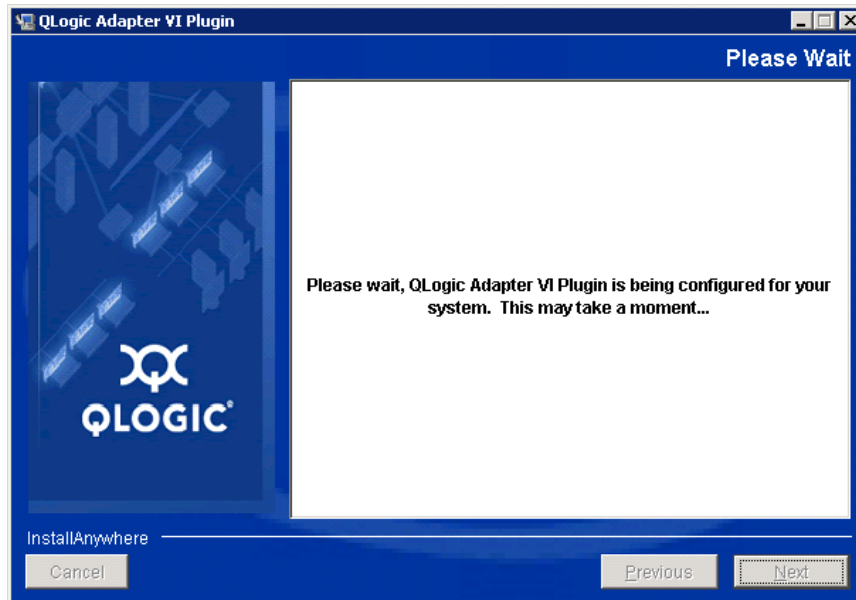 QLogic Adapter VI Plugin
Please Wait
Please wait, QLogic Adapter VI Plugin is being configured for your
system. This may take a moment...
QLOGIC®
InstallAnywhere
Cancel
Previous
Next